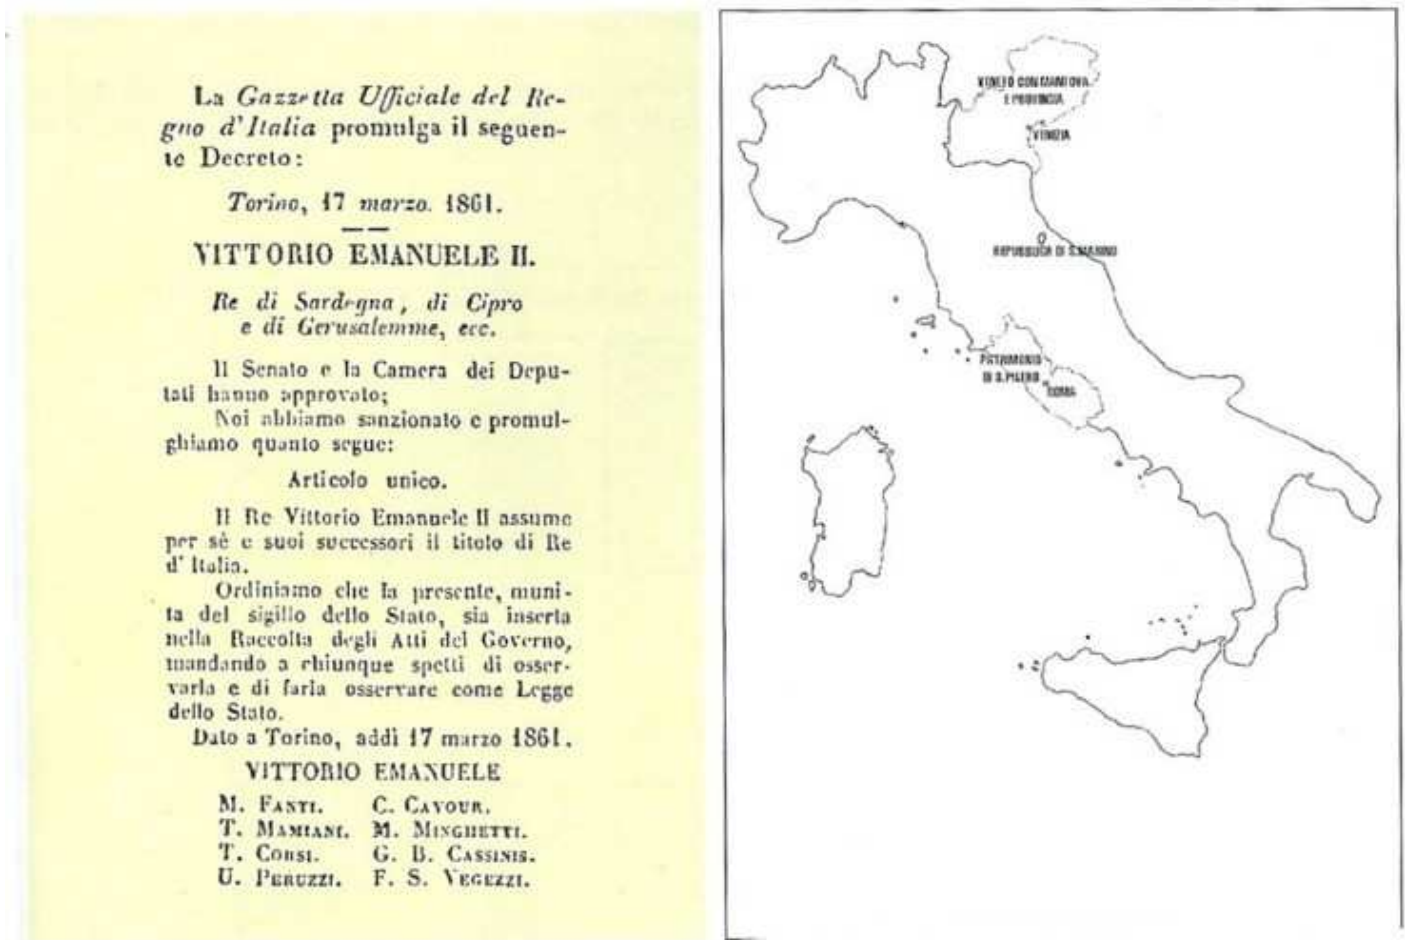 La Gazzetta Ufficiale del Re-
gno d'Italia promulga il seguen-
te Decreto:
Torino, 17 marzo. 1861.
VITTORIO EMANUELE II.
Re di Sardegna, di Cipro
e di Gerusalemme, ecc.
Il Senato e la Camera dei Depu-
tati hanno approvato;
Noi abbiamo sanzionato e promul-
ghiamo quanto segue:
Articolo unico.
Il Re Vittorio Emanuele II assume
per sè e suoi successori il titolo di Re
d'Italia.
Ordiniamo che la presente, muni-
ta del sigillo dello Stato, sia inserta
nella Raccolta degli Atti del Governo,
mandando a chiunque spetti di osser-
varla e di farla osservare come Legge
dello Stato.
Dato a Torino, addì 17 marzo 1861.
VITTORIO EMANUELE
M. FANTI. C. CAVOUR.
T. MAMIANI. M. MINGHETTI.
T. CORSI. G. B. CASSINIS.
U. PERUZZI. F. S. VEGEZZI.
VENETO CON MANTOVA
E PROVINCIA
VENEZIA
REPUBBLICA DI S. MARINO
PATRIMONIO
DI S. PIETRO
ROMA